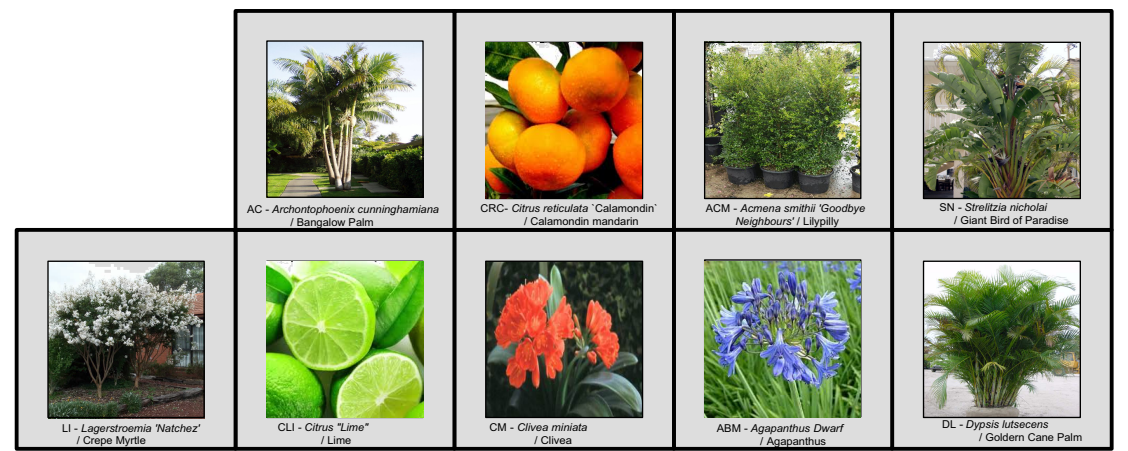 AC - Archontophoenix cunninghamiana
/ Bangalow Palm
CRC- Citrus reticulata `Calamondin`
/ Calamondin mandarin
ACM - Acmena smithii 'Goodbye
Neighbours' / Lilypilly
SN - Strelitzia nicholai
/ Giant Bird of Paradise
LI - Lagerstroemia 'Natchez'
/ Crepe Myrtle
CLI - Citrus "Lime"
/ Lime
CM - Clivea miniata
/ Clivea
ABM - Agapanthus Dwarf
/ Agapanthus
DL - Dypsis lutsecens
/ Goldern Cane Palm